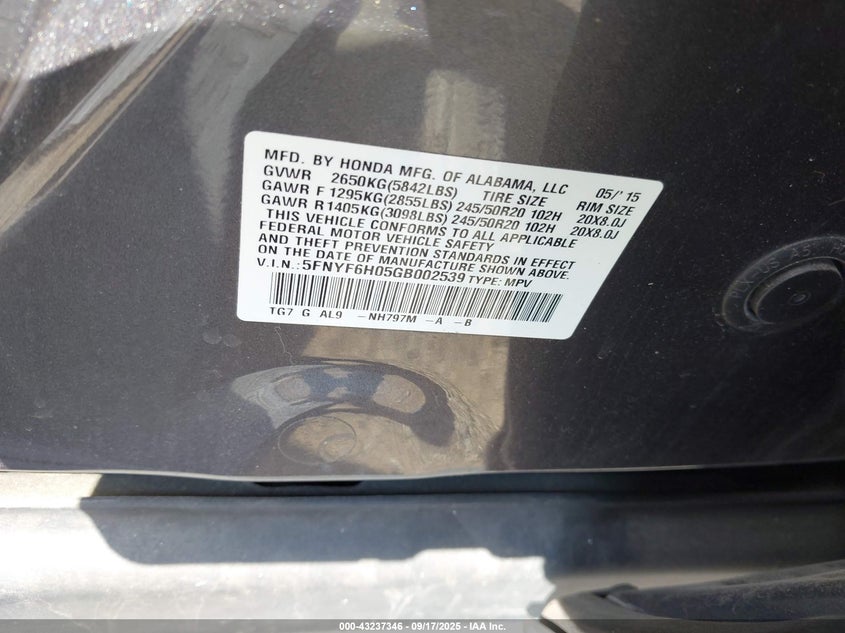 MFD. BY HONDA MFG. OF ALABAMA, LLC 05/'15
GVWR 2650KG(5842LBS) TIRE SIZE RIM SIZE
GAWR F 1295KG(2855LBS) 245/50R20 102H 20X8.0J
GAWR R1405KG(3098LBS) 245/50R20 102H 20X8.0J
THIS VEHICLE CONFORMS TO ALL APPLICABLE
FEDERAL MOTOR VEHICLE SAFETY
AND THEFT PREVENTION STANDARDS IN EFFECT
ON THE DATE OF MANUFACTURE SHOWN ABOVE.
V.I.N.:5FNYF6H05GB002539 TYPE: MPV
TG7 G AL9 -NH797M -A -B
000-43237346 - 09/17/2025 - IAA Inc.